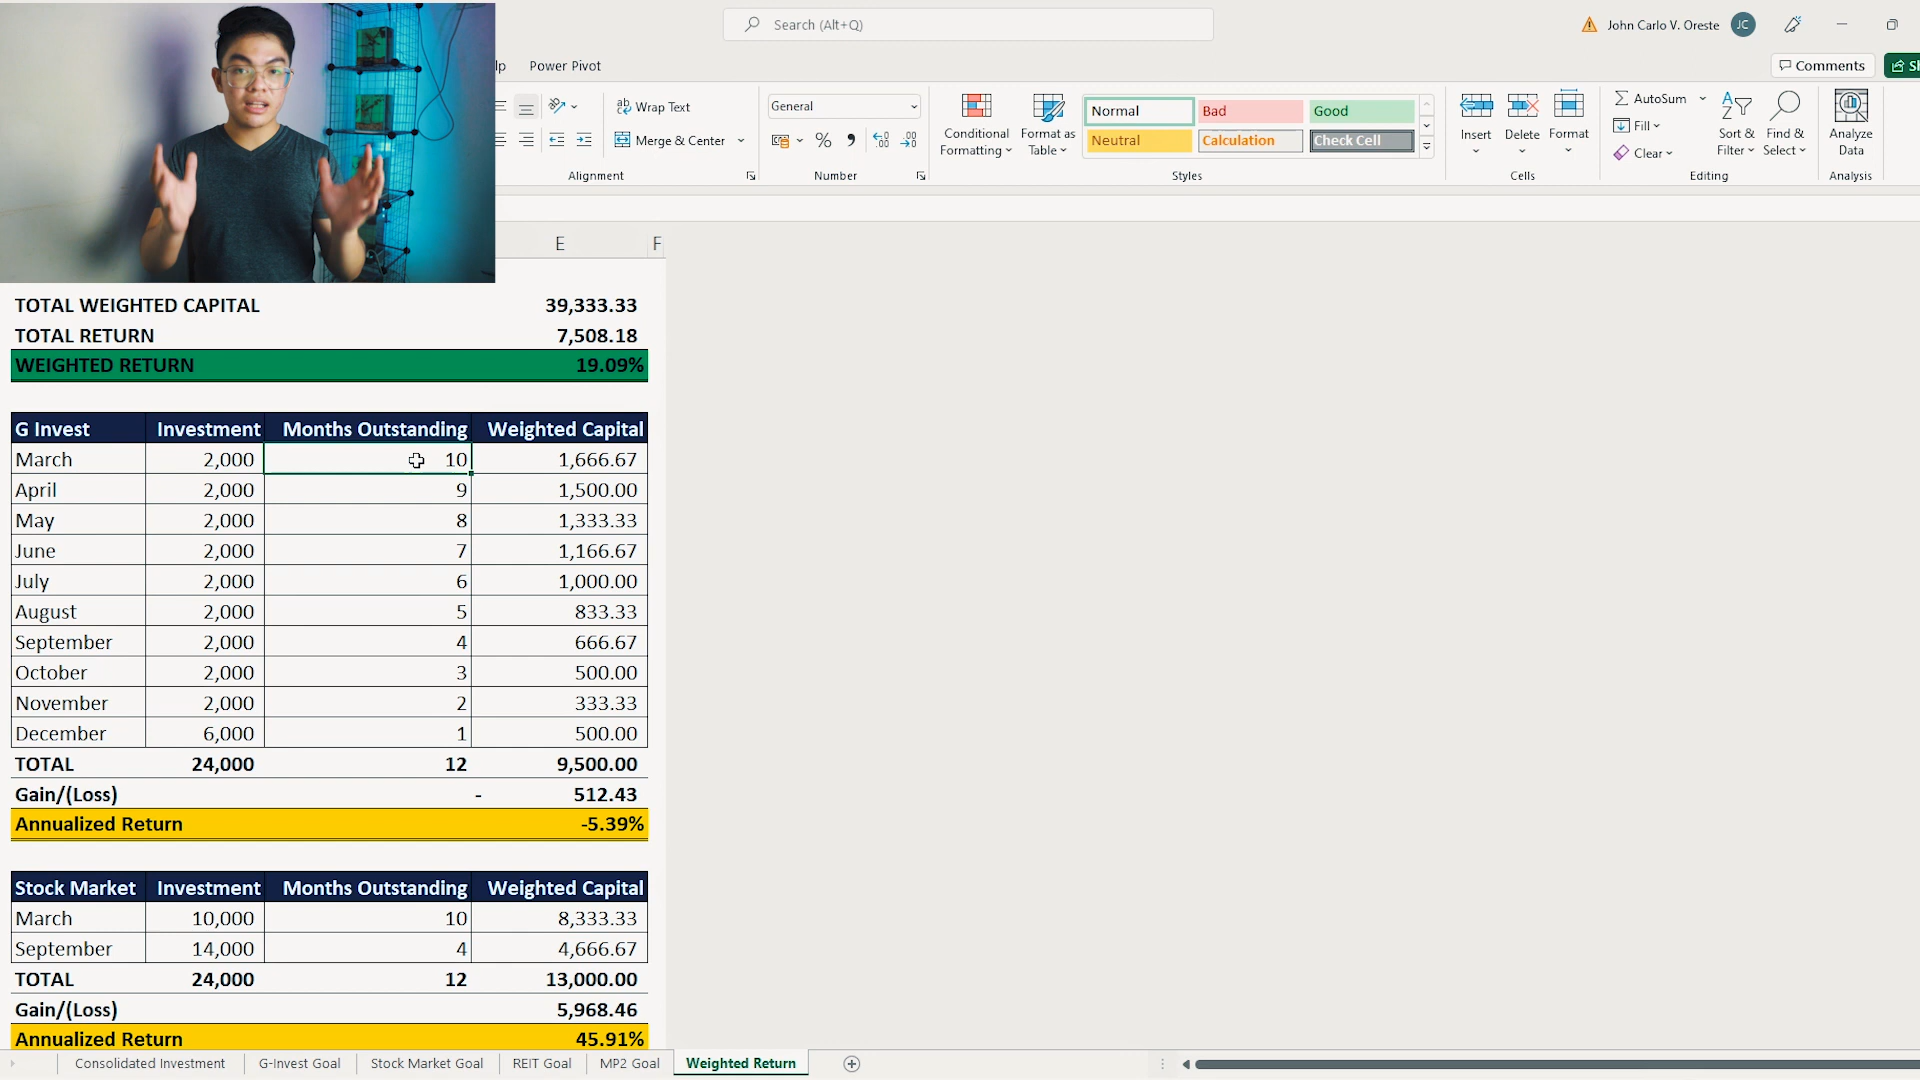 Search (Alt+Q)
John Carlo V. Oreste JC
lp Power Pivot
Comments
Sh
Wrap Text
Merge & Center
Alignment
General
%
Number
Conditional Formatting
Format as Table
Normal Bad Good
Neutral Calculation Check Cell
Styles
Insert Delete Format
Cells
AutoSum
Fill
Clear
Sort & Filter
Find & Select
Editing
Analyze Data
Analysis
E F
TOTAL WEIGHTED CAPITAL 39,333.33
TOTAL RETURN 7,508.18
WEIGHTED RETURN 19.09%
G Invest Investment Months Outstanding Weighted Capital
March 2,000 10 1,666.67
April 2,000 9 1,500.00
May 2,000 8 1,333.33
June 2,000 7 1,166.67
July 2,000 6 1,000.00
August 2,000 5 833.33
September 2,000 4 666.67
October 2,000 3 500.00
November 2,000 2 333.33
December 6,000 1 500.00
TOTAL 24,000 12 9,500.00
Gain/(Loss) - 512.43
Annualized Return -5.39%
Stock Market Investment Months Outstanding Weighted Capital
March 10,000 10 8,333.33
September 14,000 4 4,666.67
TOTAL 24,000 12 13,000.00
Gain/(Loss) 5,968.46
Annualized Return 45.91%
Consolidated Investment G-Invest Goal Stock Market Goal REIT Goal MP2 Goal Weighted Return